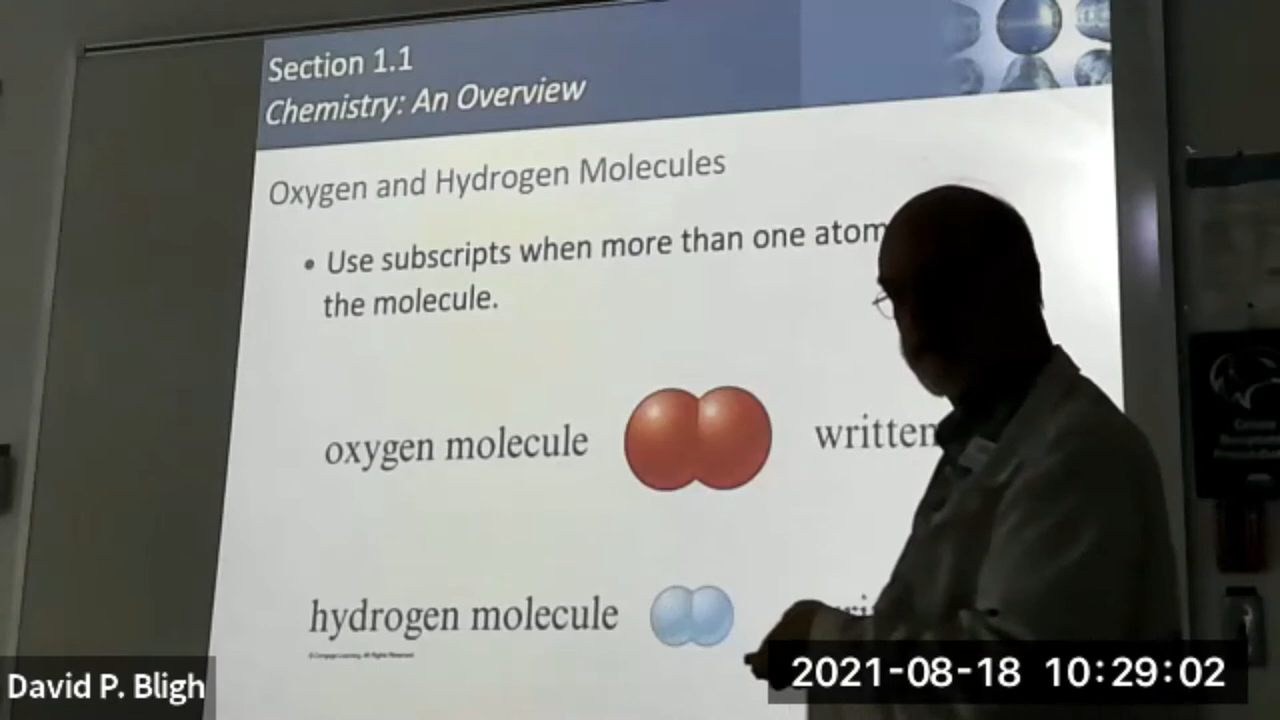 Section 1.1
Chemistry: An Overview
Oxygen and Hydrogen Molecules
• Use subscripts when more than one atom
the molecule.
oxygen molecule written
hydrogen molecule
David P. Bligh
2021-08-18 10:29:02